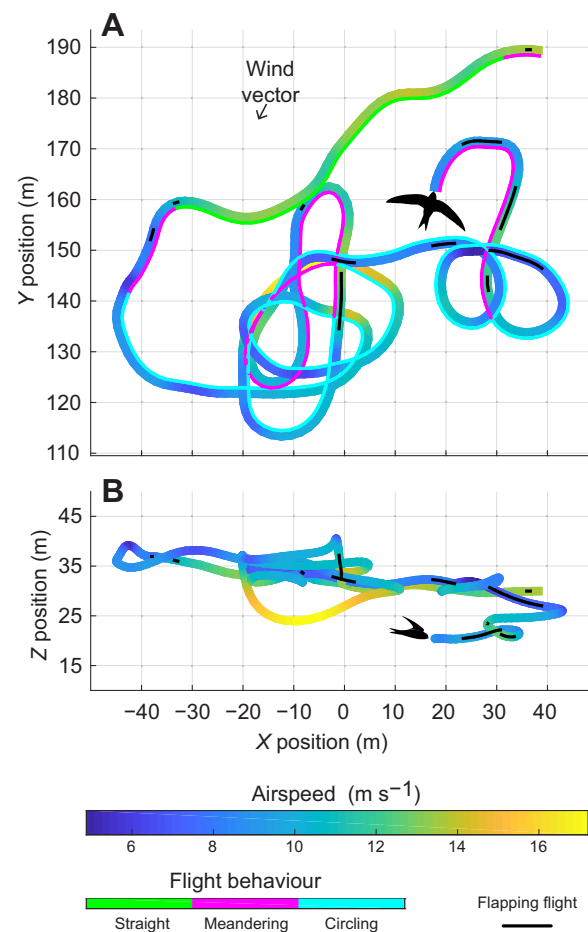 A
190
180
170
160
150
140
130
120
110
Y position (m)
Wind
vector
B
45
35
25
15
Z position (m)
−40 −30 −20 −10 0 10 20 30 40
X position (m)
Airspeed (m s−1)
6 8 10 12 14 16
Flight behaviour
Straight Meandering Circling
Flapping flight